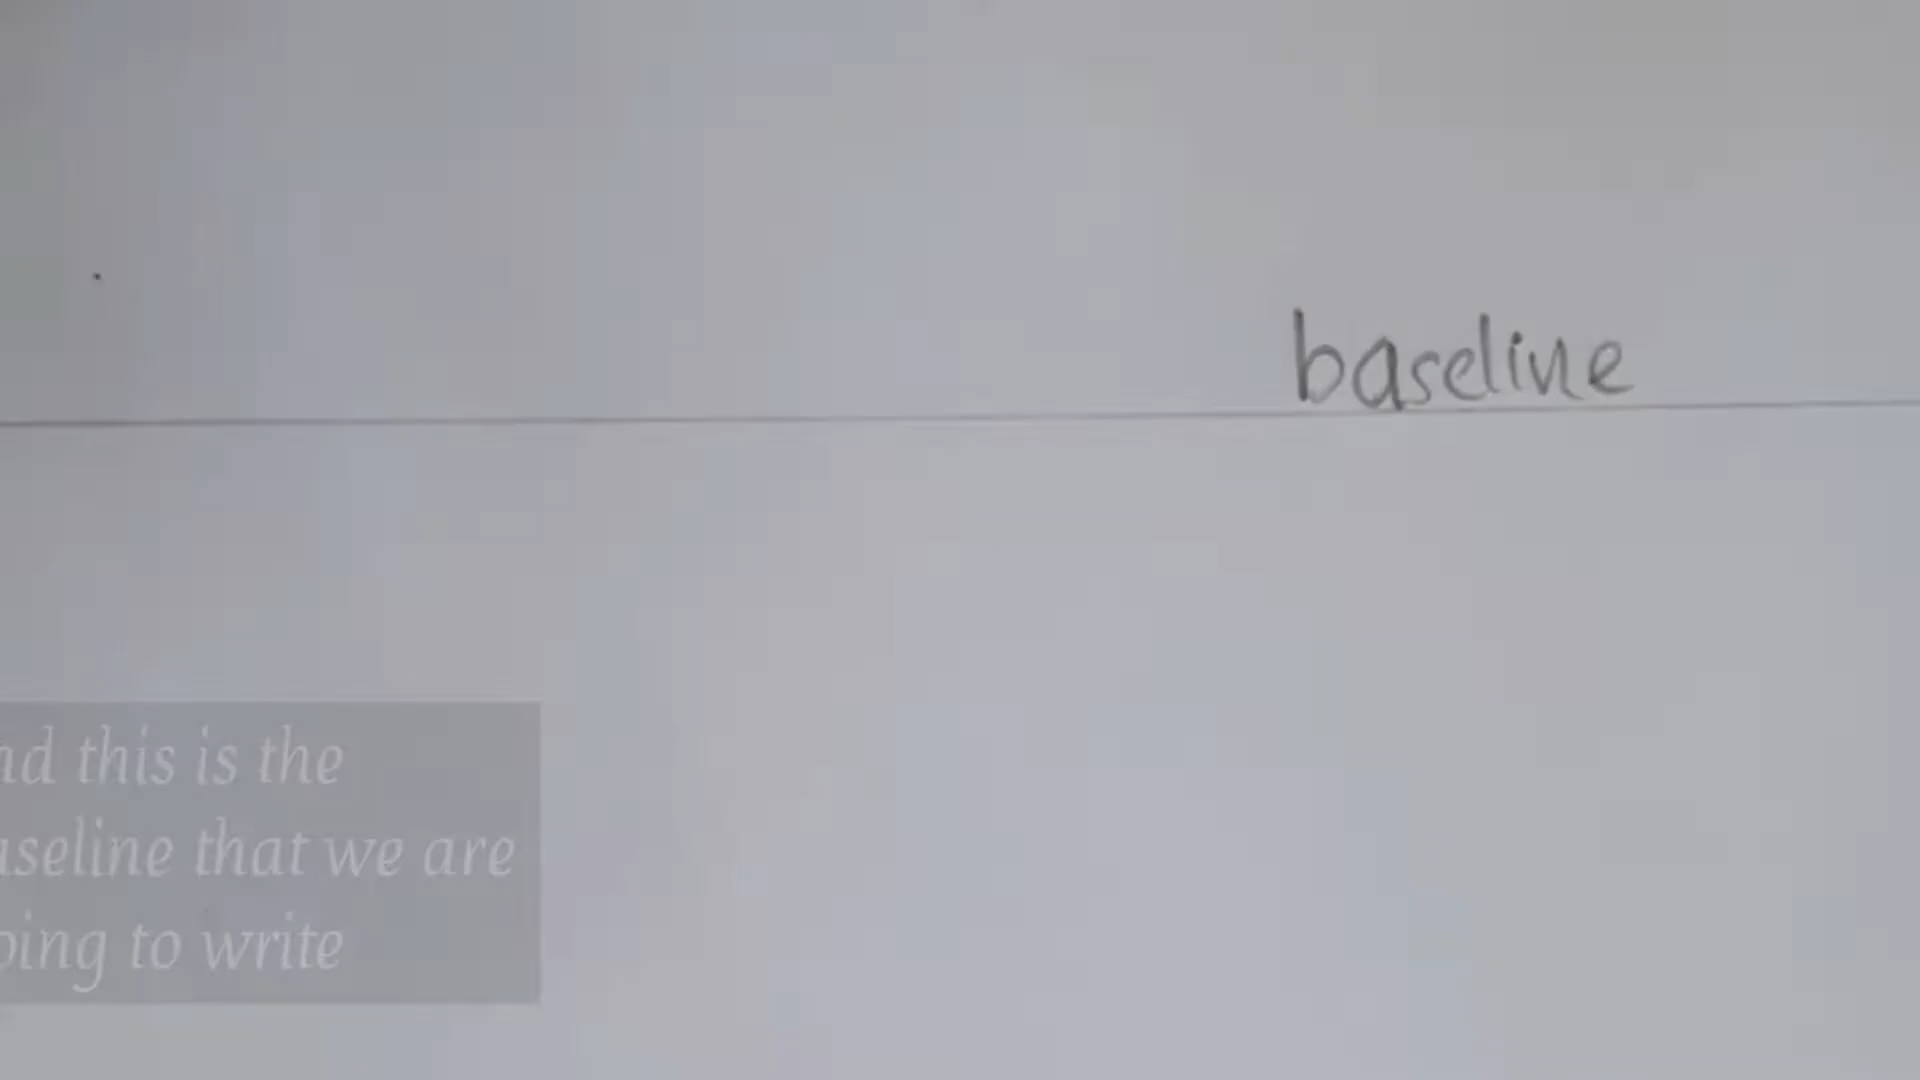 baseline
nd this is the
aseline that we are
oing to write